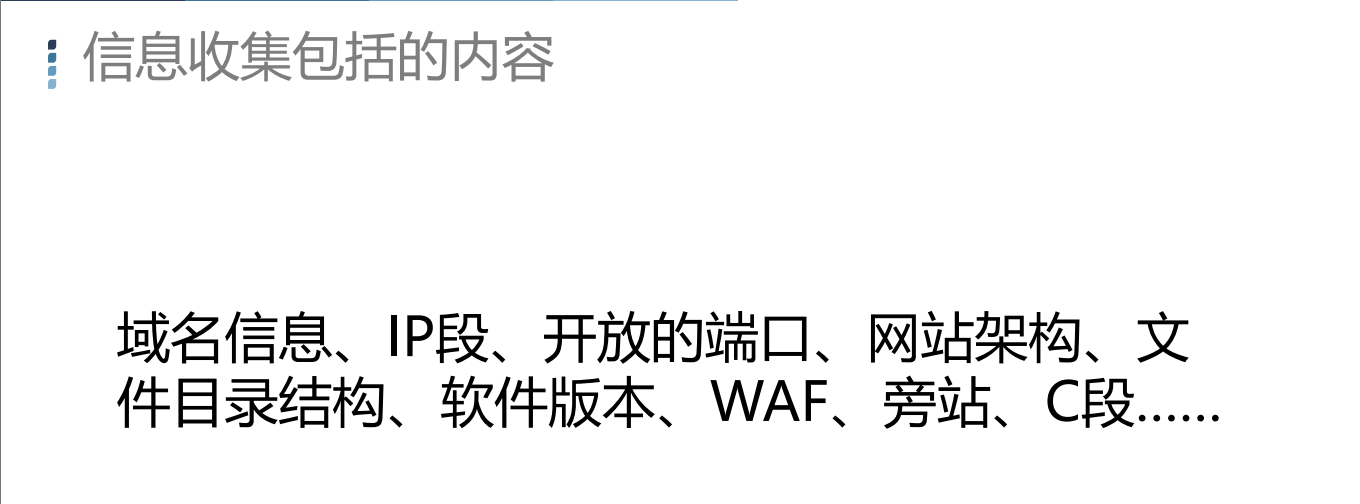 信息收集包括的内容
域名信息、IP段、开放的端口、网站架构、文
件目录结构、软件版本、WAF、旁站、C段……